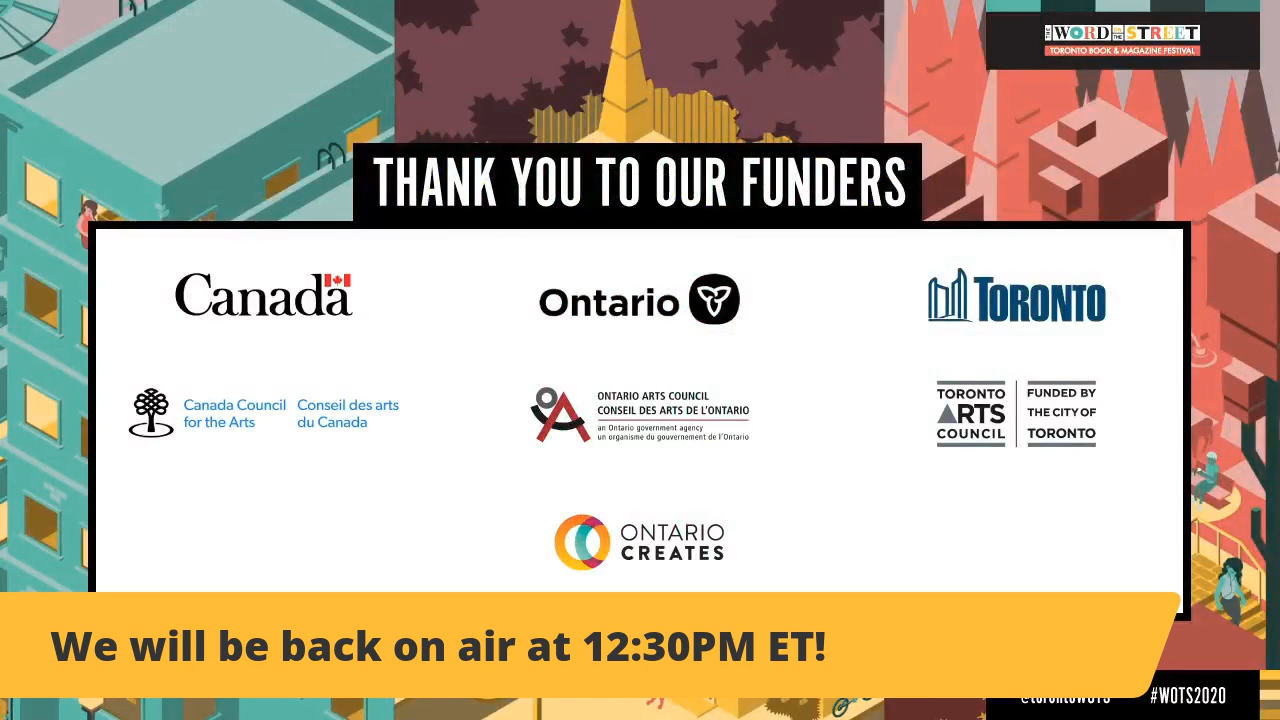 THE WORD ON THE STREET
TORONTO BOOK & MAGAZINE FESTIVAL
THANK YOU TO OUR FUNDERS
Canada
Ontario
TORONTO
Canada Council Conseil des arts
for the Arts du Canada
ONTARIO ARTS COUNCIL
CONSEIL DES ARTS DE L'ONTARIO
an Ontario government agency
un organisme du gouvernement de l'Ontario
TORONTO
ARTS
COUNCIL
FUNDED BY
THE CITY OF
TORONTO
ONTARIO
CREATES
We will be back on air at 12:30PM ET!
@torontowots #WOTS2020